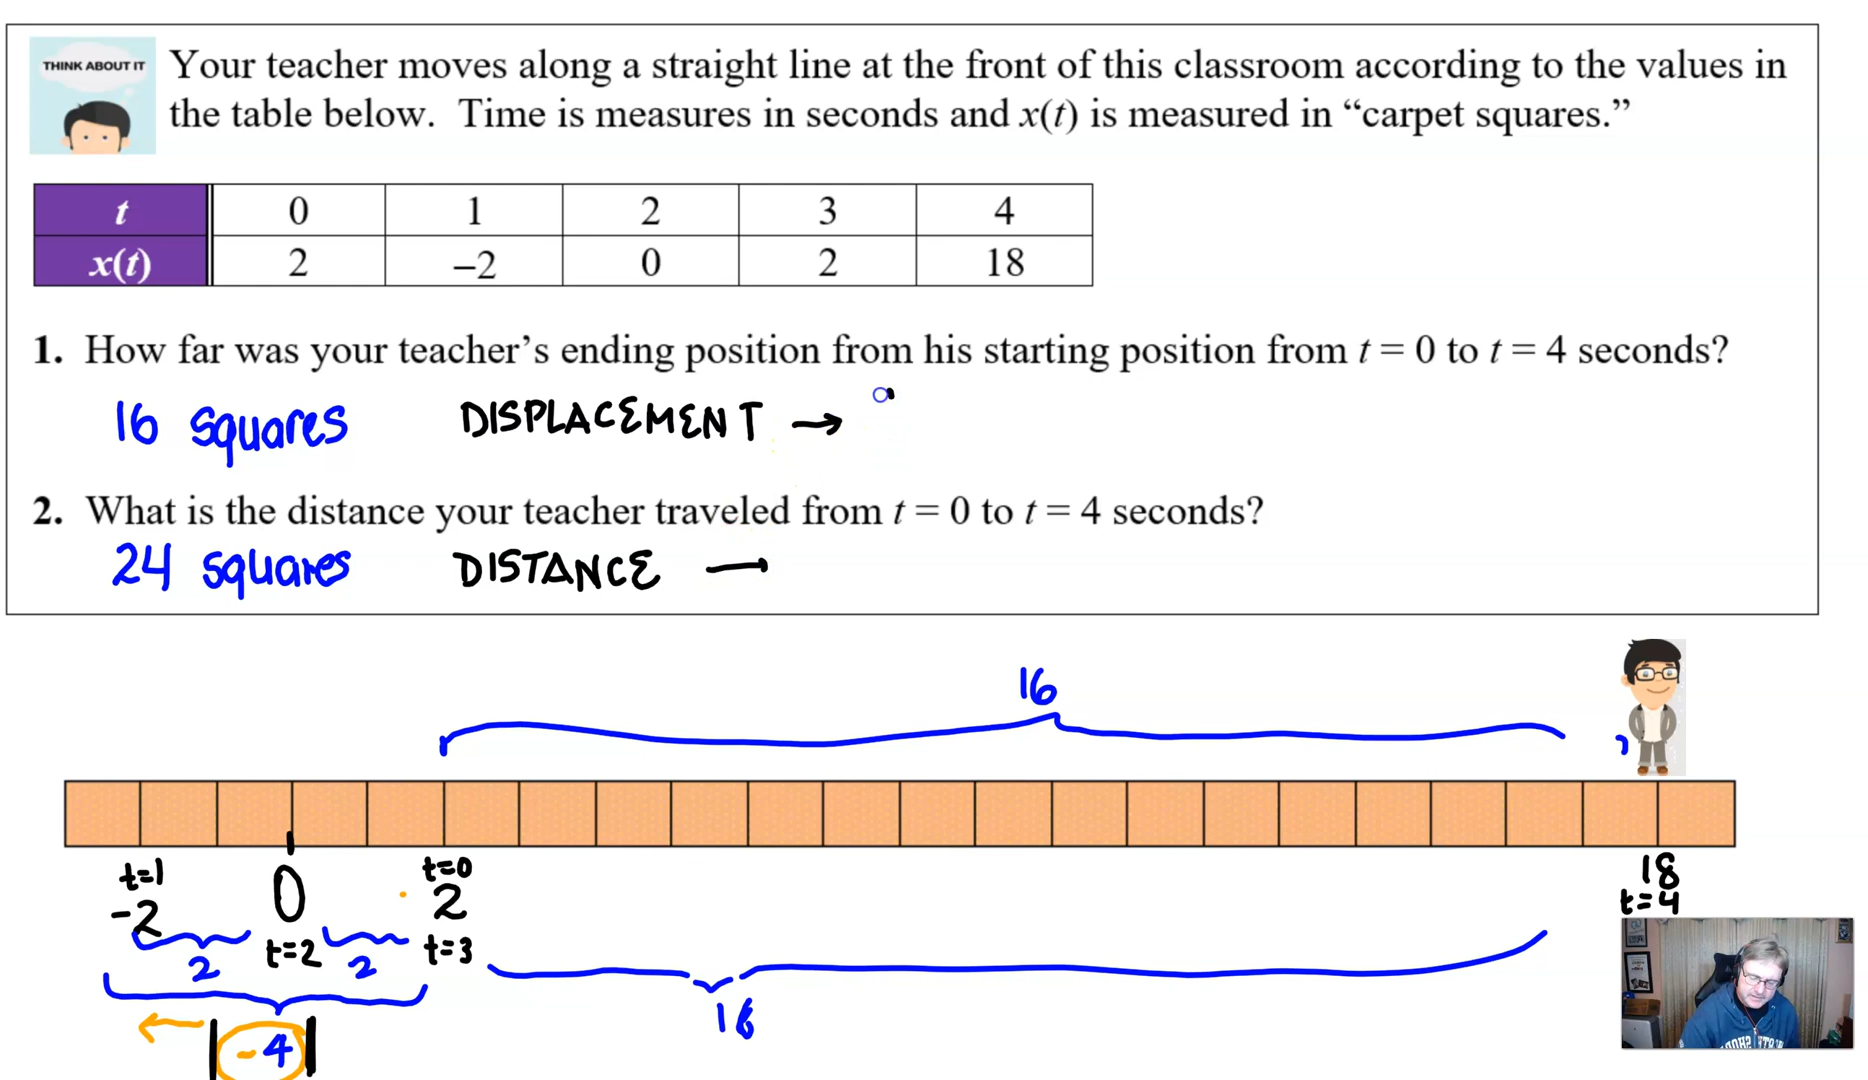 THINK ABOUT IT
Your teacher moves along a straight line at the front of this classroom according to the values in
the table below. Time is measures in seconds and x(t) is measured in “carpet squares.”
t 0 1 2 3 4
x(t) 2 –2 0 2 18
1. How far was your teacher’s ending position from his starting position from t = 0 to t = 4 seconds?
16 squares DISPLACEMENT →
2. What is the distance your teacher traveled from t = 0 to t = 4 seconds?
24 squares DISTANCE —
16
t=1 t=0 18
-2 0 2 t=4
t=2 t=3
2 2
16
|-4|